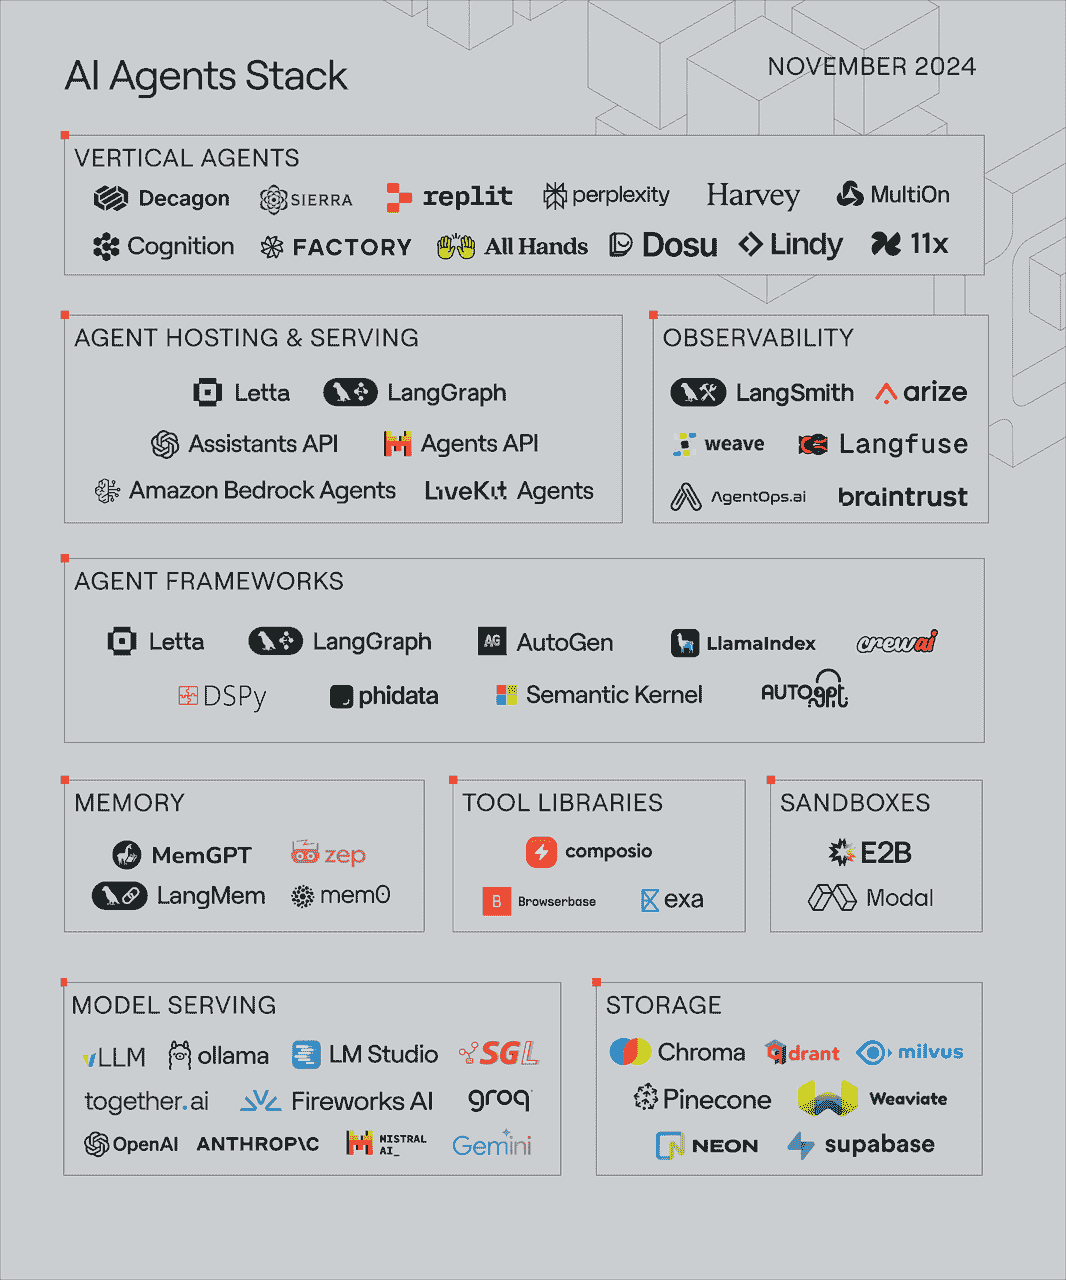 AI Agents Stack
NOVEMBER 2024
VERTICAL AGENTS
Decagon SIERRA replit perplexity Harvey MultiOn
Cognition FACTORY All Hands Dosu Lindy 11x
AGENT HOSTING & SERVING
Letta LangGraph
Assistants API Agents API
Amazon Bedrock Agents LiveKit Agents
OBSERVABILITY
LangSmith arize
weave Langfuse
AgentOps.ai braintrust
AGENT FRAMEWORKS
Letta LangGraph AG AutoGen LlamaIndex crewai
DSPy phidata Semantic Kernel AUTOgpt
MEMORY
MemGPT zep
LangMem mem0
TOOL LIBRARIES
composio
B Browserbase exa
SANDBOXES
E2B
Modal
MODEL SERVING
vLLM ollama LM Studio SGL
together.ai Fireworks AI groq
OpenAI ANTHROP\C MISTRAL AI_ Gemini
STORAGE
Chroma qdrant milvus
Pinecone Weaviate
NEON supabase